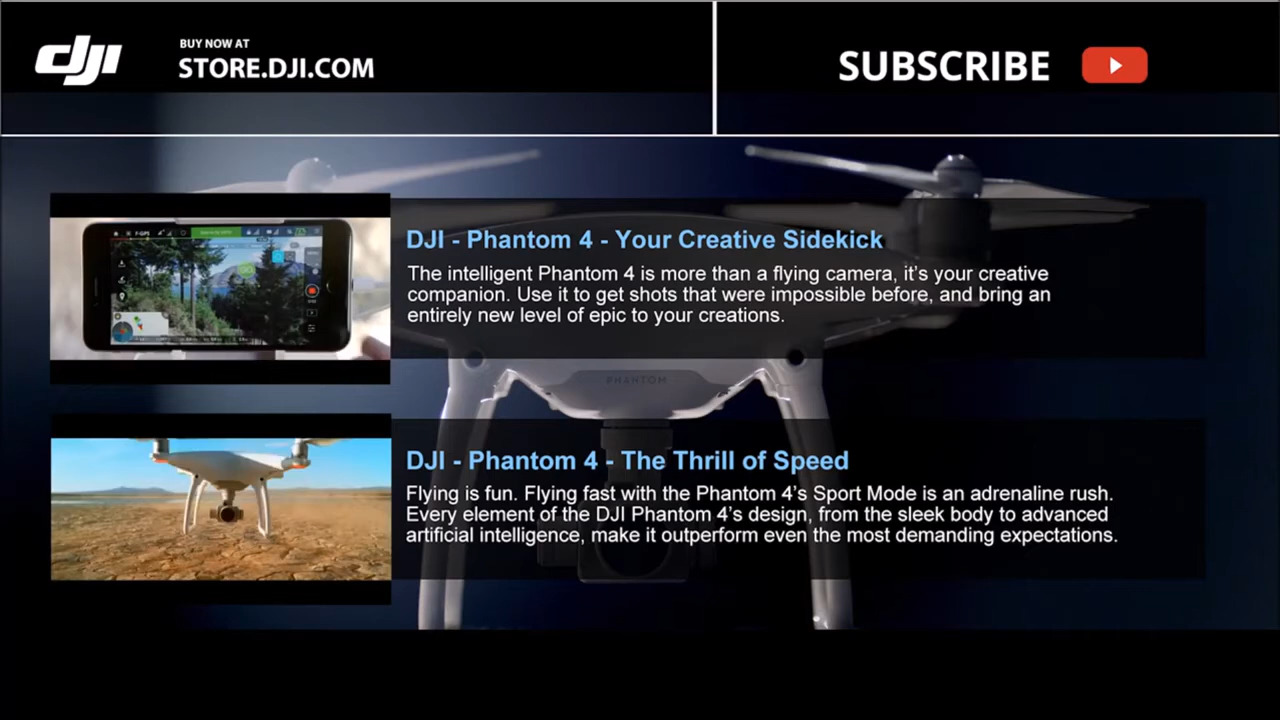 dji
BUY NOW AT
STORE.DJI.COM
SUBSCRIBE
DJI - Phantom 4 - Your Creative Sidekick
The intelligent Phantom 4 is more than a flying camera, it's your creative
companion. Use it to get shots that were impossible before, and bring an
entirely new level of epic to your creations.
PHANTOM
DJI - Phantom 4 - The Thrill of Speed
Flying is fun. Flying fast with the Phantom 4's Sport Mode is an adrenaline rush.
Every element of the DJI Phantom 4's design, from the sleek body to advanced
artificial intelligence, make it outperform even the most demanding expectations.